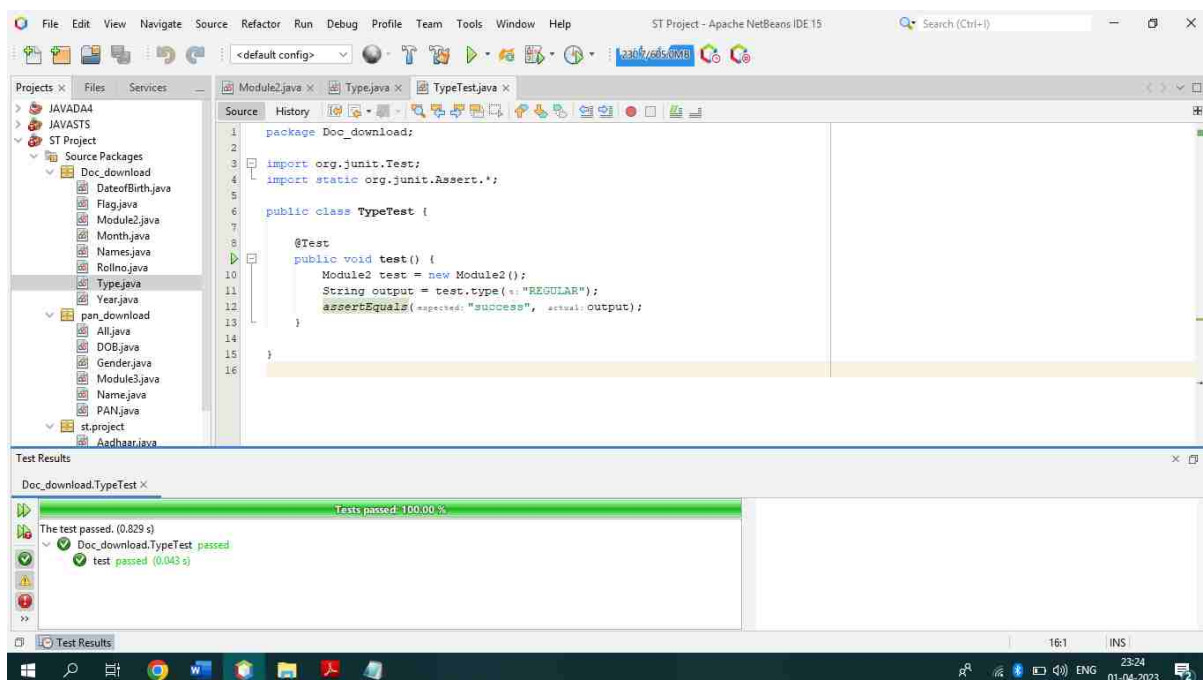 File Edit View Navigate Source Refactor Run Debug Profile Team Tools Window Help
ST Project - Apache NetBeans IDE 15
Search (Ctrl+I)
<default config>
Projects Files Services
Module2.java Type.java TypeTest.java
JAVADA4
JAVASTS
ST Project
Source Packages
Doc_download
DateofBirth.java
Flag.java
Module2.java
Month.java
Names.java
Rollno.java
Type.java
Year.java
pan_download
All.java
DOB.java
Gender.java
Module3.java
Name.java
PAN.java
st.project
Aadhaar.java
Source History
1 package Doc_download;
2
3 import org.junit.Test;
4 import static org.junit.Assert.*;
5
6 public class TypeTest {
7
8 @Test
public void test() {
10 Module2 test = new Module2();
11 String output = test.type(s: "REGULAR");
12 assertEquals(expected: "success", actual: output);
13 }
14
15 }
16
Test Results
Doc_download.TypeTest
Tests passed: 100.00 %
The test passed. (0.829 s)
Doc_download.TypeTest passed
test passed (0.043 s)
Test Results
16:1 INS
ENG
23:24
01-04-2023